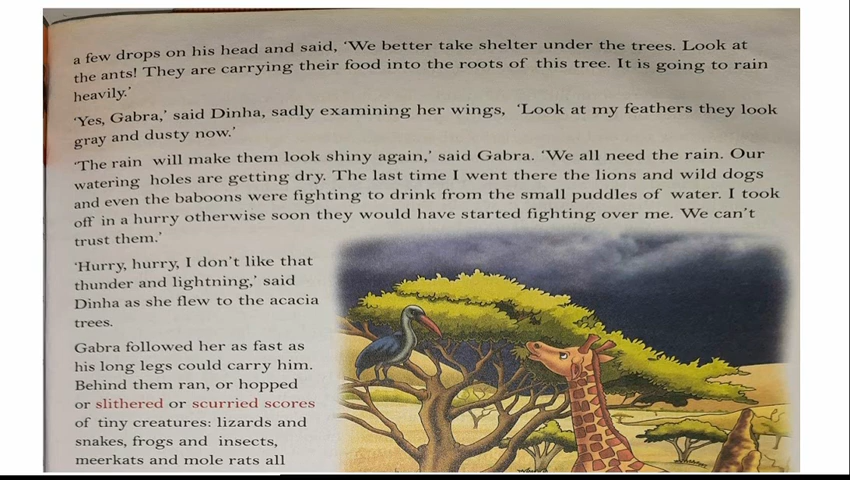 a few drops on his head and said, ‘We better take shelter under the trees. Look at
the ants! They are carrying their food into the roots of this tree. It is going to rain
heavily.’
‘Yes, Gabra,’ said Dinha, sadly examining her wings, ‘Look at my feathers they look
gray and dusty now.’
‘The rain will make them look shiny again,’ said Gabra. ‘We all need the rain. Our
watering holes are getting dry. The last time I went there the lions and wild dogs
and even the baboons were fighting to drink from the small puddles of water. I took
off in a hurry otherwise soon they would have started fighting over me. We can’t
trust them.’
‘Hurry, hurry, I don’t like that
thunder and lightning,’ said
Dinha as she flew to the acacia
trees.
Gabra followed her as fast as
his long legs could carry him.
Behind them ran, or hopped
or slithered or scurried scores
of tiny creatures: lizards and
snakes, frogs and insects,
meerkats and mole rats all